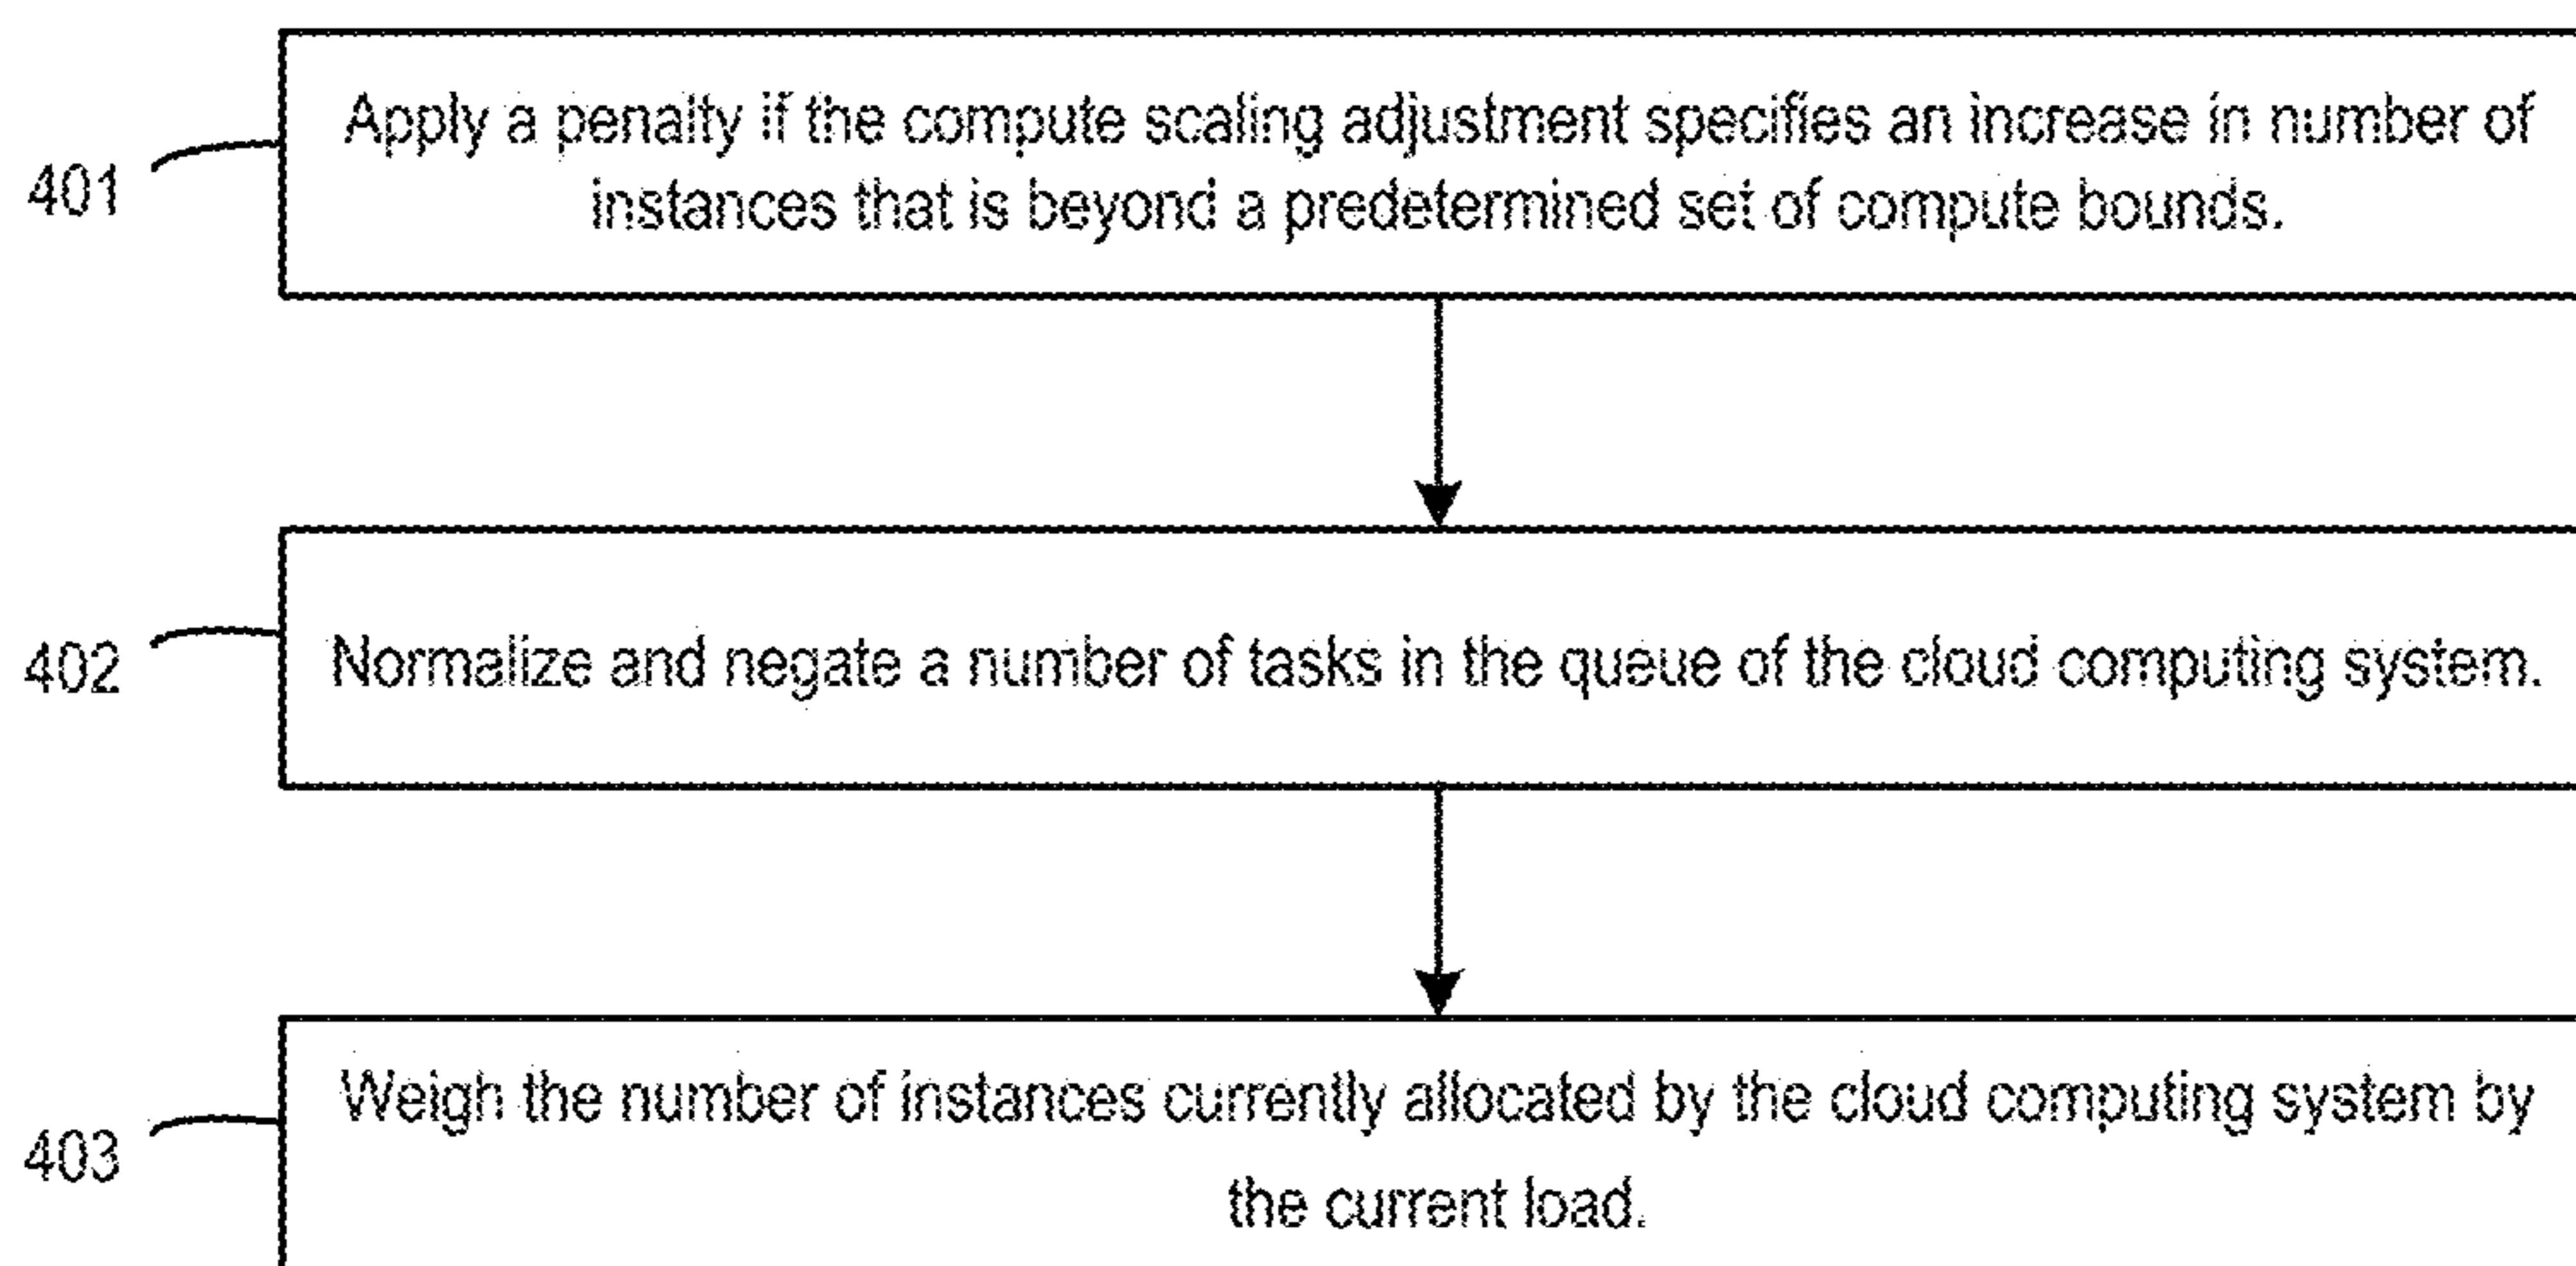 Apply a penalty if the compute scaling adjustment specifies an increase in number of
instances that is beyond a predetermined set of compute bounds.
401
Normalize and negate a number of tasks in the queue of the cloud computing system.
402
Weigh the number of instances currently allocated by the cloud computing system by
the current load.
403